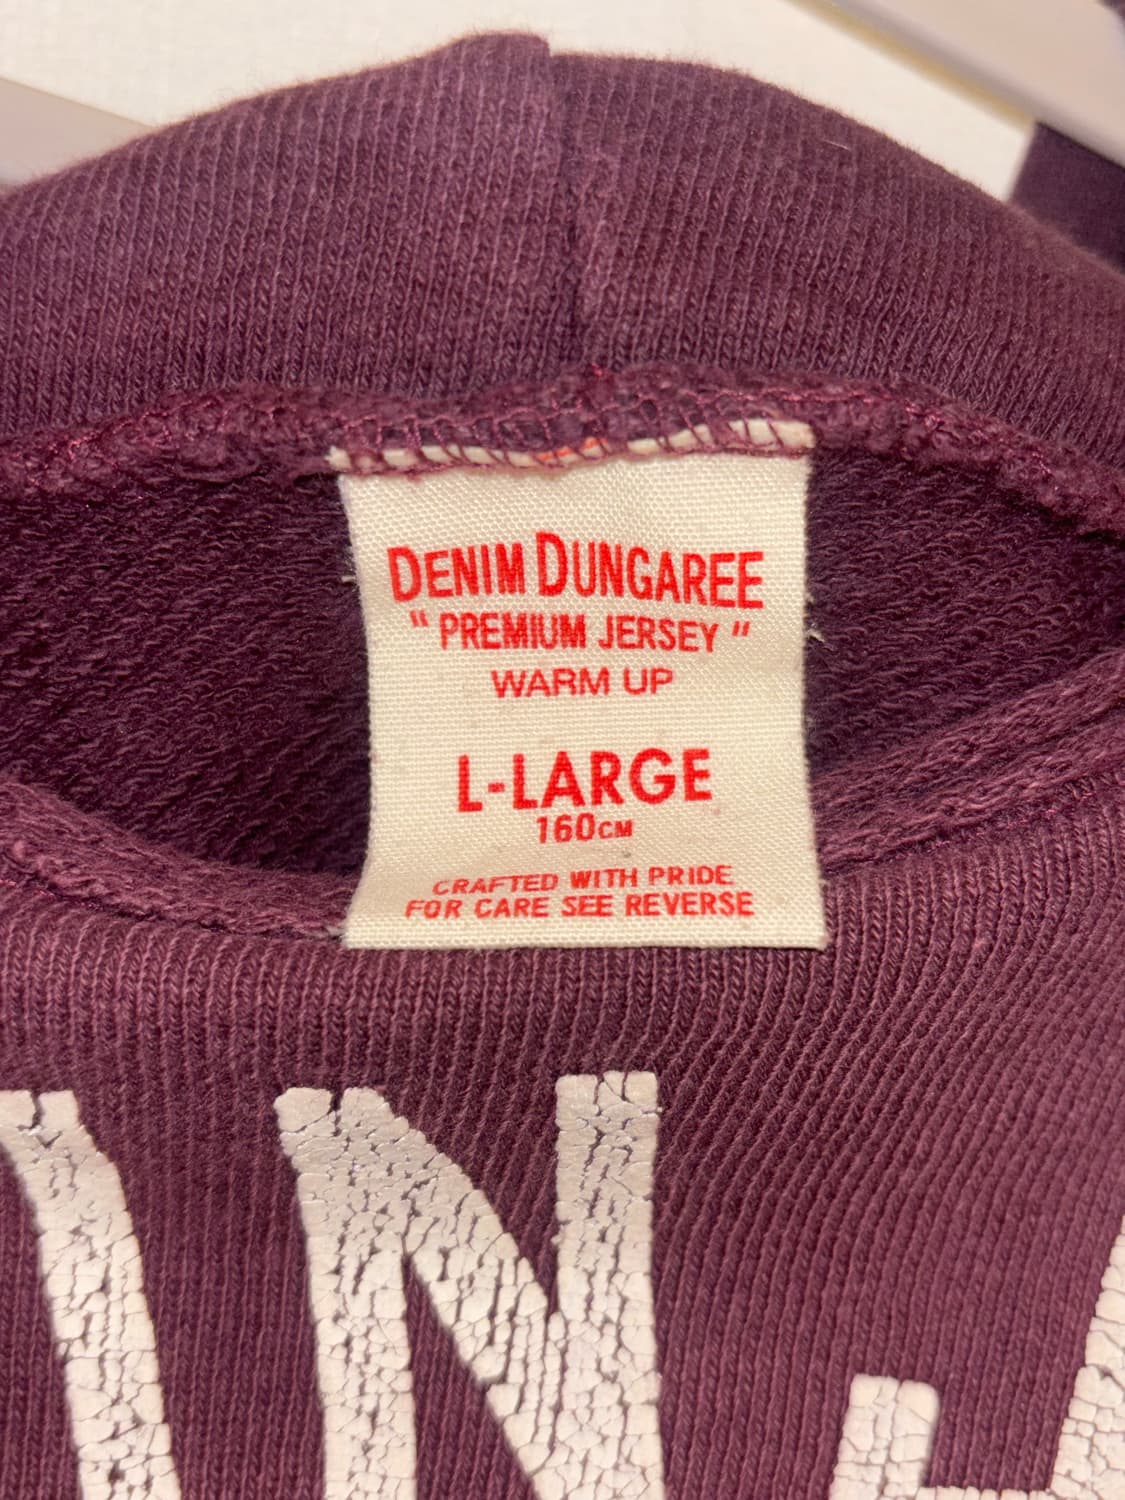 DENIM DUNGAREE
" PREMIUM JERSEY "
WARM UP
L-LARGE
160CM
CRAFTED WITH PRIDE
FOR CARE SEE REVERSE
N